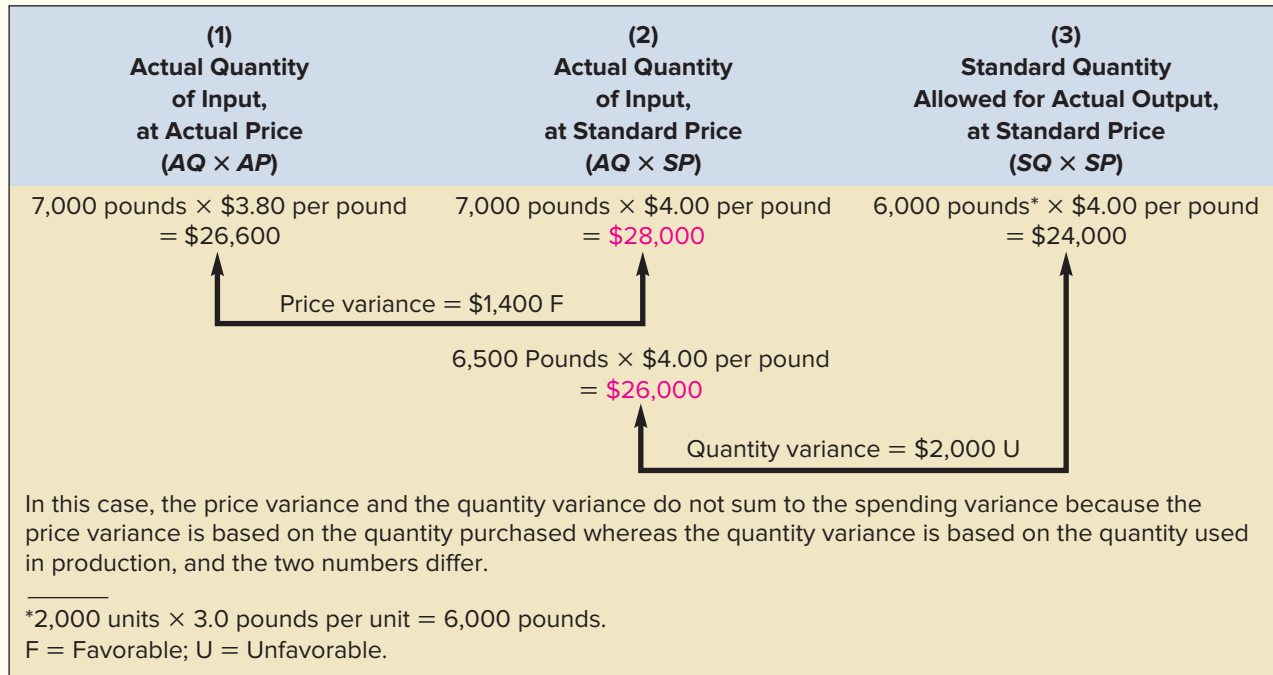 (1)
Actual Quantity
of Input,
at Actual Price
(AQ × AP)
(2)
Actual Quantity
of Input,
at Standard Price
(AQ × SP)
(3)
Standard Quantity
Allowed for Actual Output,
at Standard Price
(SQ × SP)
7,000 pounds × $3.80 per pound
= $26,600
7,000 pounds × $4.00 per pound
= $28,000
6,000 pounds* × $4.00 per pound
= $24,000
Price variance = $1,400 F
6,500 Pounds × $4.00 per pound
= $26,000
Quantity variance = $2,000 U
In this case, the price variance and the quantity variance do not sum to the spending variance because the
price variance is based on the quantity purchased whereas the quantity variance is based on the quantity used
in production, and the two numbers differ.
*2,000 units × 3.0 pounds per unit = 6,000 pounds.
F = Favorable; U = Unfavorable.